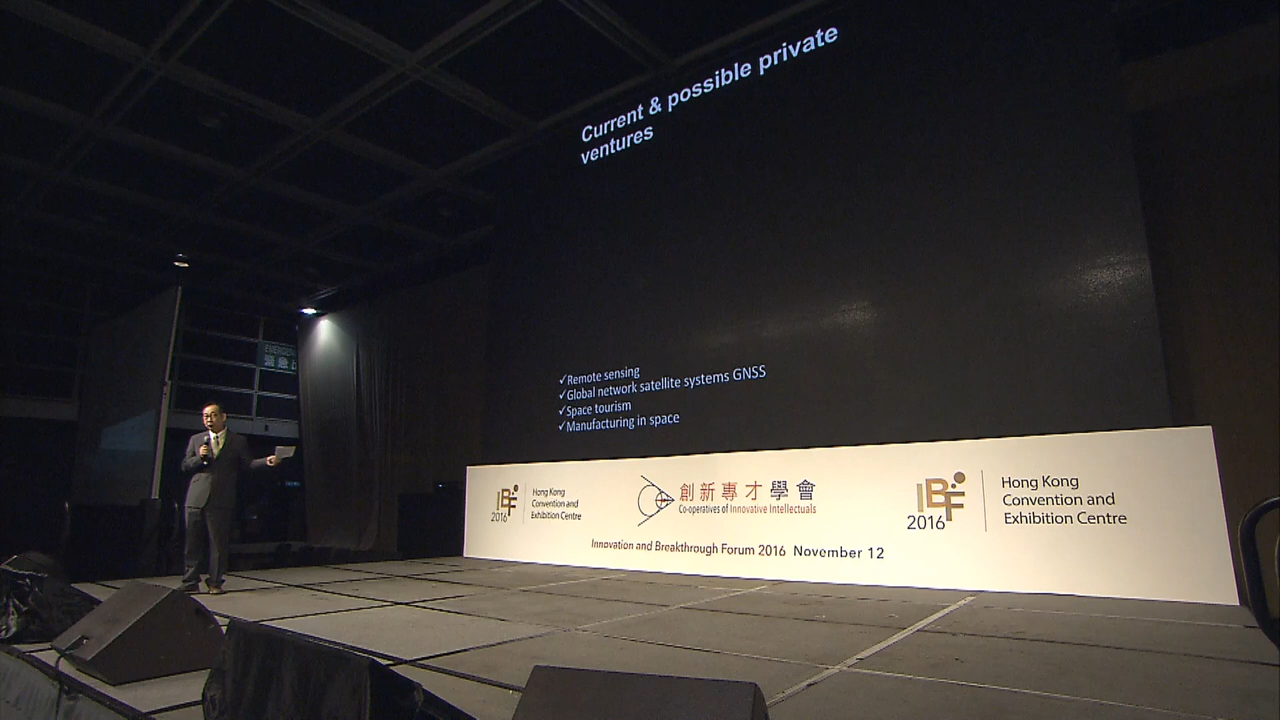 Current & possible private
ventures
✓Remote sensing
✓Global network satellite systems GNSS
✓Space tourism
✓Manufacturing in space
IBF
2016
Hong Kong
Convention and
Exhibition Centre
創新專才學會
Co-operatives of Innovative Intellectuals
IBF
2016
Hong Kong
Convention and
Exhibition Centre
Innovation and Breakthrough Forum 2016 November 12